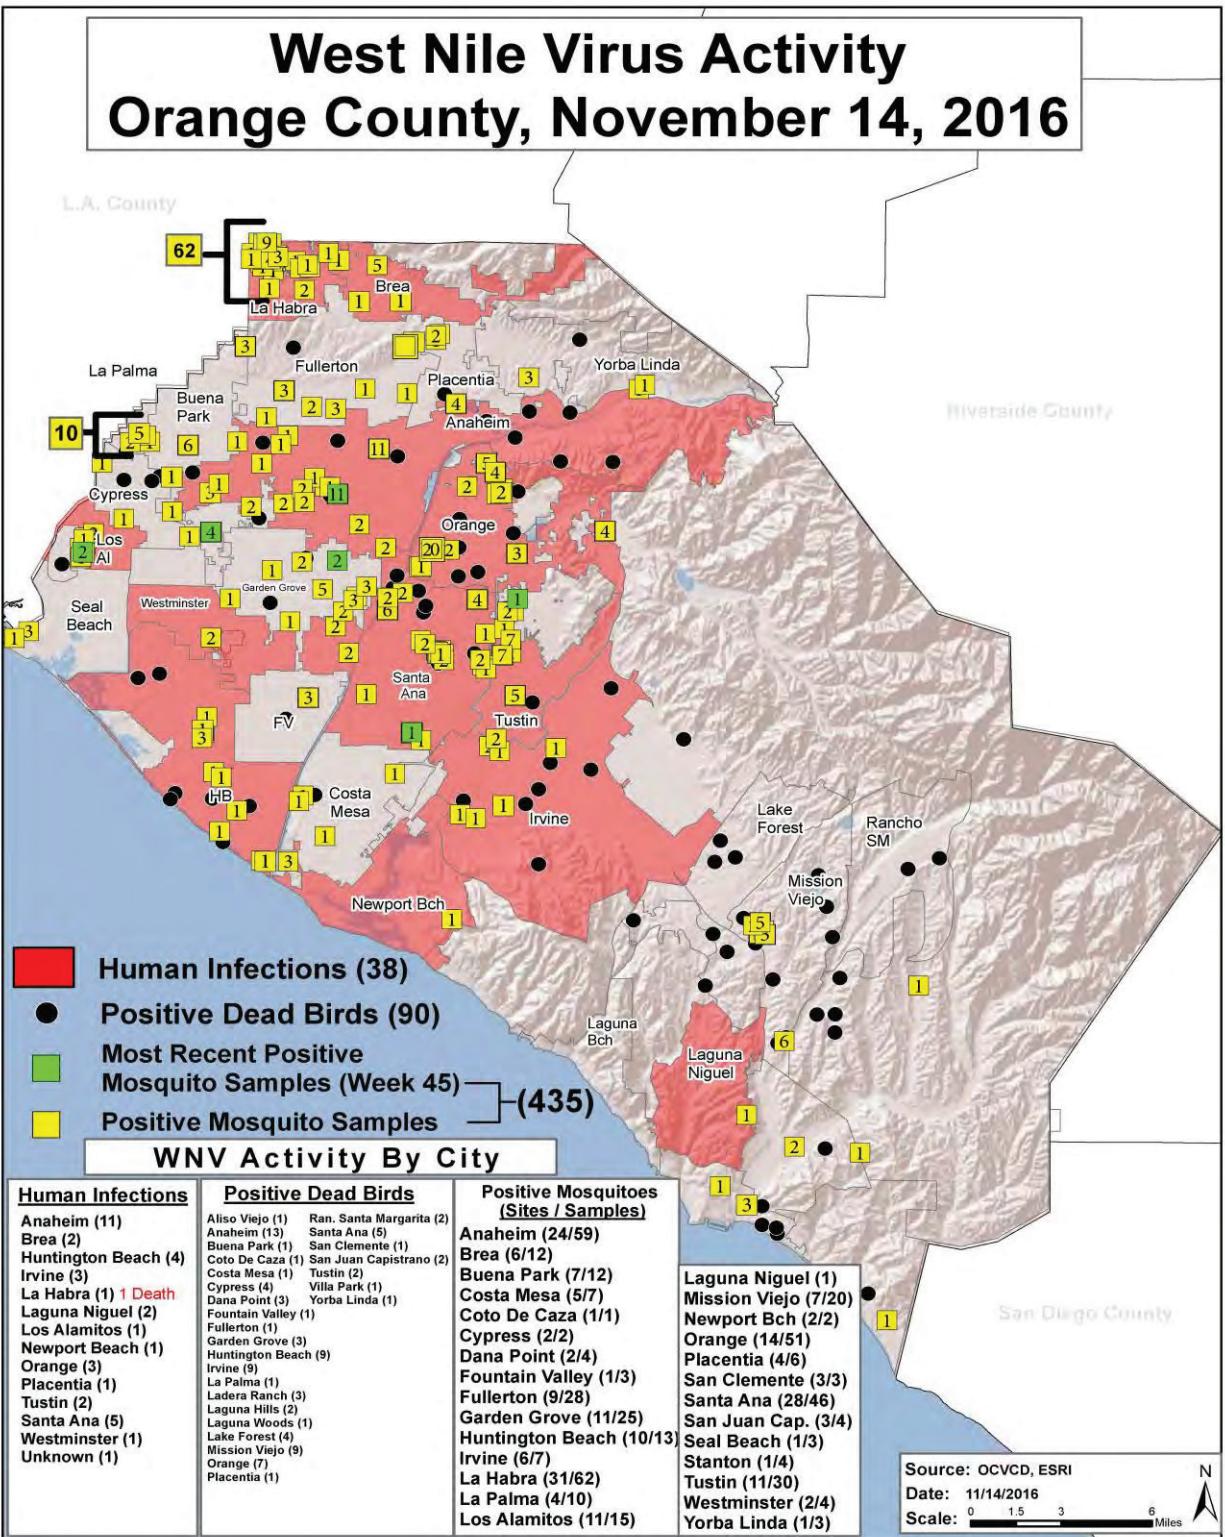 West Nile Virus Activity
Orange County, November 14, 2016
L.A. County
Riverside County
San Diego County
62
10
La Habra
Brea
Fullerton
La Palma
Buena
Park
Placentia
Yorba Linda
Anaheim
Cypress
Los
Al
Orange
Garden Grove
Seal
Beach
Westminster
Santa
Ana
FV
Tustin
HB
Costa
Mesa
Irvine
Lake
Forest
Rancho
SM
Mission
Viejo
Newport Bch
Laguna
Bch
Laguna
Niguel
Human Infections (38)
Positive Dead Birds (90)
Most Recent Positive
Mosquito Samples (Week 45)
(435)
Positive Mosquito Samples
WNV Activity By City
Human Infections
Anaheim (11)
Brea (2)
Huntington Beach (4)
Irvine (3)
La Habra (1) 1 Death
Laguna Niguel (2)
Los Alamitos (1)
Newport Beach (1)
Orange (3)
Placentia (1)
Tustin (2)
Santa Ana (5)
Westminster (1)
Unknown (1)
Positive Dead Birds
Aliso Viejo (1)
Anaheim (13)
Buena Park (1)
Coto De Caza (1)
Costa Mesa (1)
Cypress (4)
Dana Point (3)
Fountain Valley (1)
Fullerton (1)
Garden Grove (3)
Huntington Beach (9)
Irvine (9)
La Palma (1)
Ladera Ranch (3)
Laguna Hills (2)
Laguna Woods (1)
Lake Forest (4)
Mission Viejo (9)
Orange (7)
Placentia (1)
Ran. Santa Margarita (2)
Santa Ana (5)
San Clemente (1)
San Juan Capistrano (2)
Tustin (2)
Villa Park (1)
Yorba Linda (1)
Positive Mosquitoes
(Sites / Samples)
Anaheim (24/59)
Brea (6/12)
Buena Park (7/12)
Costa Mesa (5/7)
Coto De Caza (1/1)
Cypress (2/2)
Dana Point (2/4)
Fountain Valley (1/3)
Fullerton (9/28)
Garden Grove (11/25)
Huntington Beach (10/13)
Irvine (6/7)
La Habra (31/62)
La Palma (4/10)
Los Alamitos (11/15)
Laguna Niguel (1)
Mission Viejo (7/20)
Newport Bch (2/2)
Orange (14/51)
Placentia (4/6)
San Clemente (3/3)
Santa Ana (28/46)
San Juan Cap. (3/4)
Seal Beach (1/3)
Stanton (1/4)
Tustin (11/30)
Westminster (2/4)
Yorba Linda (1/3)
Source: OCVCD, ESRI
Date: 11/14/2016
Scale: 0 1.5 3 6
Miles
N